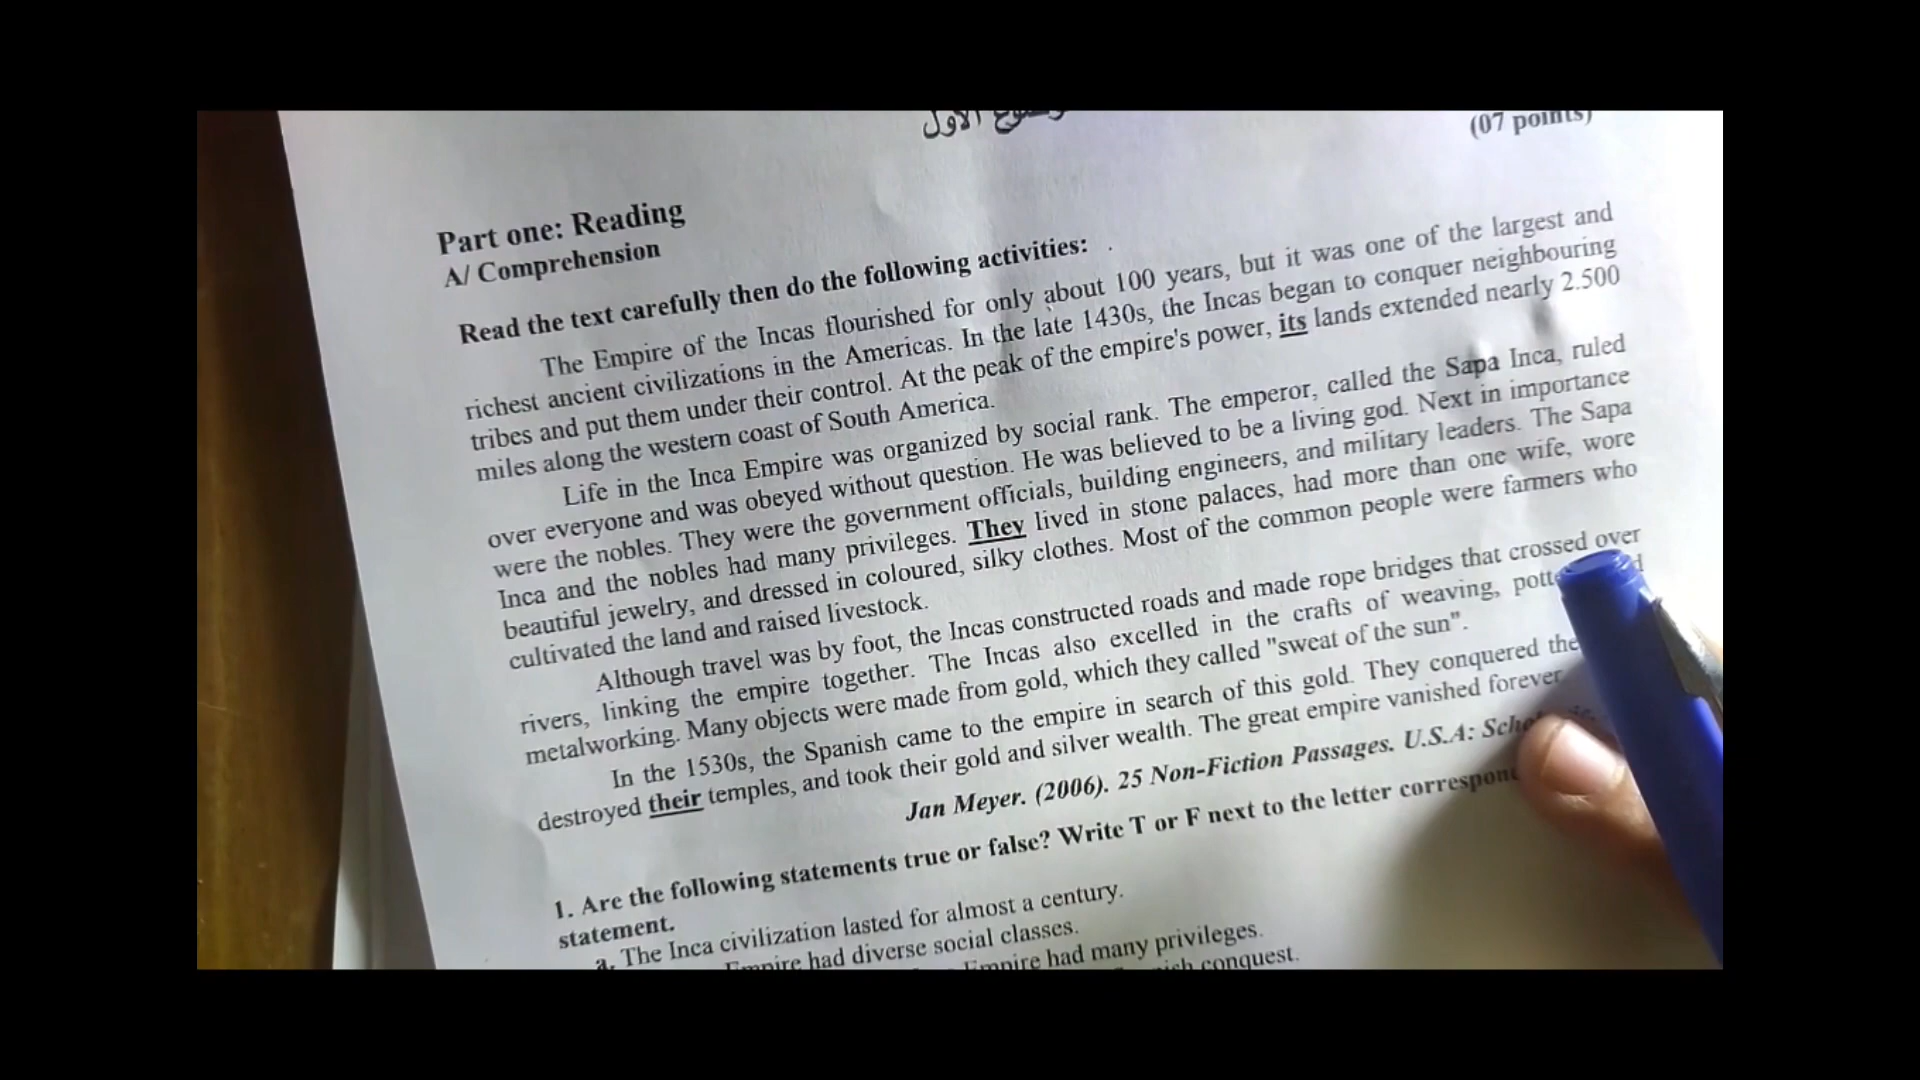 الأول
(07 points)
Part one: Reading
A/ Comprehension
Read the text carefully then do the following activities:
The Empire of the Incas flourished for only about 100 years, but it was one of the largest and
richest ancient civilizations in the Americas. In the late 1430s, the Incas began to conquer neighbouring
tribes and put them under their control. At the peak of the empire's power, its lands extended nearly 2.500
miles along the western coast of South America.
Life in the Inca Empire was organized by social rank. The emperor, called the Sapa Inca, ruled
over everyone and was obeyed without question. He was believed to be a living god. Next in importance
were the nobles. They were the government officials, building engineers, and military leaders. The Sapa
Inca and the nobles had many privileges. They lived in stone palaces, had more than one wife, wore
beautiful jewelry, and dressed in coloured, silky clothes. Most of the common people were farmers who
cultivated the land and raised livestock.
Although travel was by foot, the Incas constructed roads and made rope bridges that crossed over
rivers, linking the empire together. The Incas also excelled in the crafts of weaving,
metalworking. Many objects were made from gold, which they called "sweat of the sun".
In the 1530s, the Spanish came to the empire in search of this gold. They conquered the
destroyed their temples, and took their gold and silver wealth. The great empire vanished forever
Jan Meyer. (2006). 25 Non-Fiction Passages. U.S.A:
1. Are the following statements true or false? Write T or F next to the letter
statement.
a. The Inca civilization lasted for almost a century.
Empire had diverse social classes.
Empire had many privileges.
conquest.